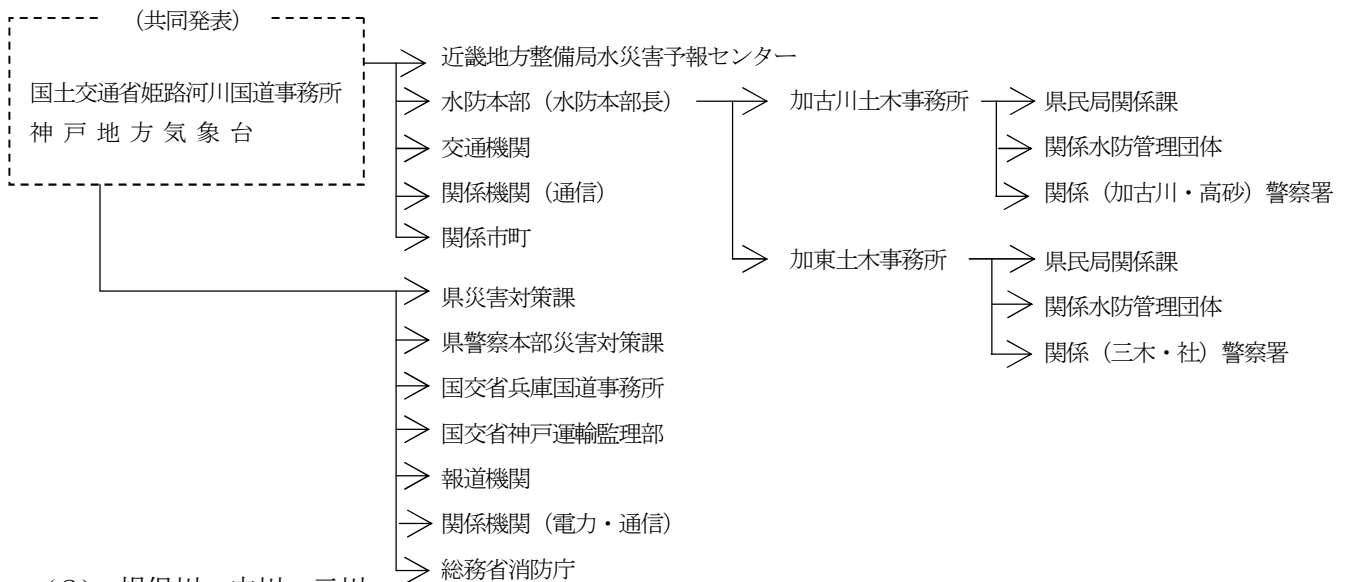 （共同発表）
国土交通省姫路河川国道事務所
神戸地方気象台
近畿地方整備局水災害予報センター
水防本部（水防本部長）
交通機関
関係機関（通信）
関係市町
加古川土木事務所
県民局関係課
関係水防管理団体
関係（加古川・高砂）警察署
加東土木事務所
県民局関係課
関係水防管理団体
関係（三木・社）警察署
県災害対策課
県警察本部災害対策課
国交省兵庫国道事務所
国交省神戸運輸監理部
報道機関
関係機関（電力・通信）
総務省消防庁